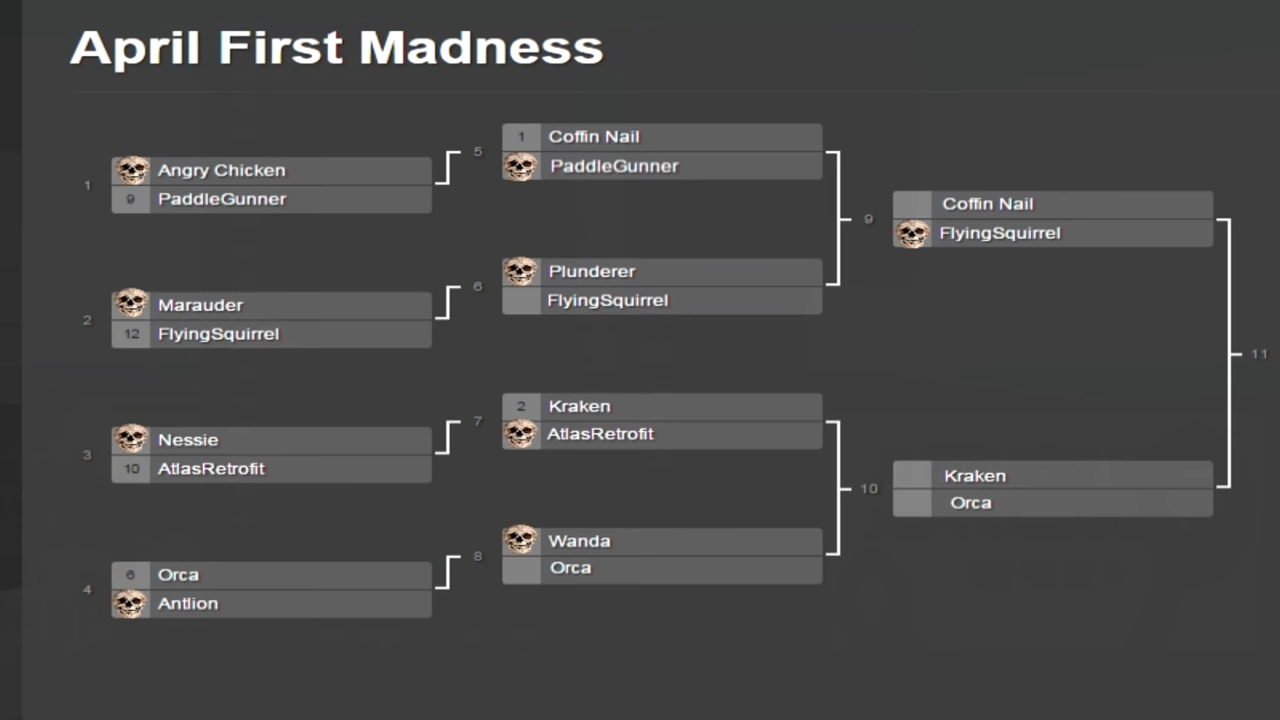 April First Madness
1
Angry Chicken
9 PaddleGunner
2
Marauder
12 FlyingSquirrel
3
Nessie
10 AtlasRetrofit
4
6 Orca
Antlion
5
1 Coffin Nail
PaddleGunner
6
Plunderer
FlyingSquirrel
7
2 Kraken
AtlasRetrofit
8
Wanda
Orca
9
Coffin Nail
FlyingSquirrel
10
Kraken
Orca
11